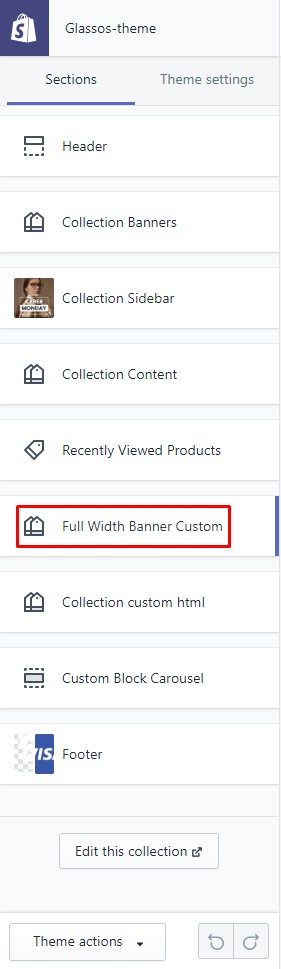 Glassos-theme
Sections Theme settings
Header
Collection Banners
CYBER
MONDAY
Collection Sidebar
Collection Content
Recently Viewed Products
Full Width Banner Custom
Collection custom html
Custom Block Carousel
Footer
Edit this collection
Theme actions